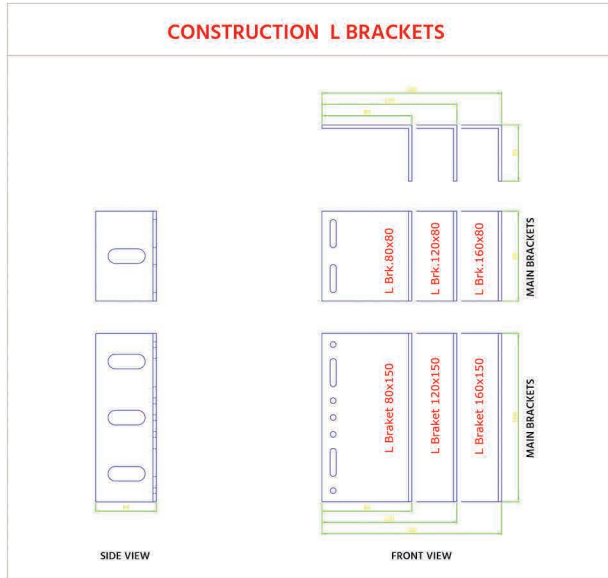 CONSTRUCTION L BRACKETS
L Brk.80x80
L Brk.120x80
L Brk.160x80
MAIN BRACKETS
L Braket 80x150
L Braket 120x150
L Braket 160x150
MAIN BRACKETS
SIDE VIEW
FRONT VIEW